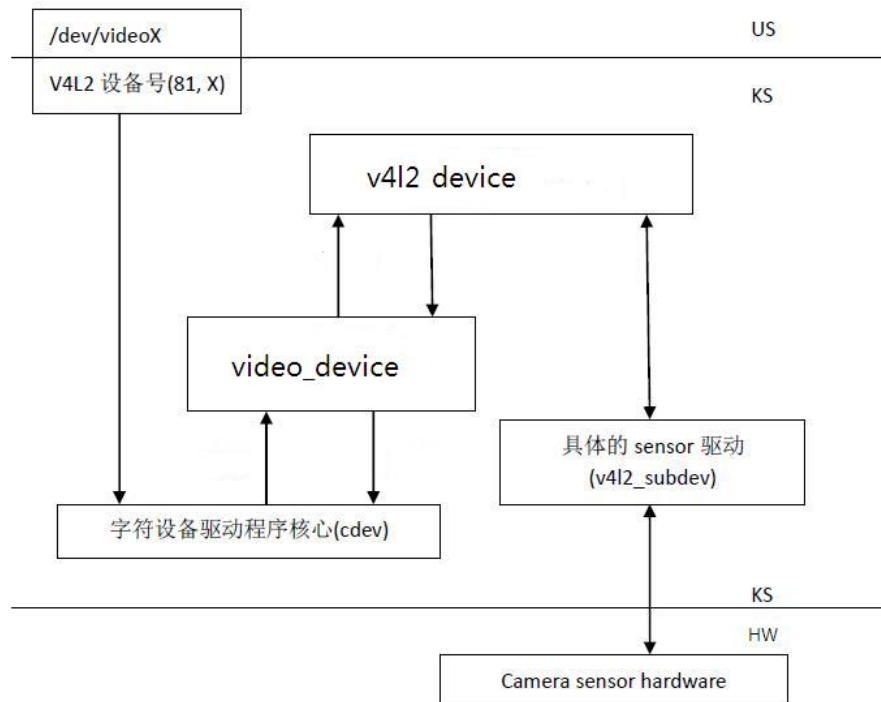 /dev/videoX
US
V4L2 设备号(81, X)
KS
v4l2 device
video_device
具体的 sensor 驱动
(v4l2_subdev)
字符设备驱动程序核心(cdev)
KS
HW
Camera sensor hardware